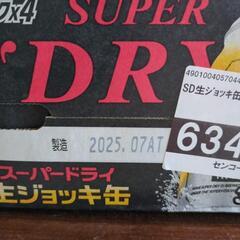 ×4
SUPER
DRY
4901004057044
SD生ジョッキ缶
634
センコー
製造 2025.07AT
スーパードライ
生ジョッキ缶